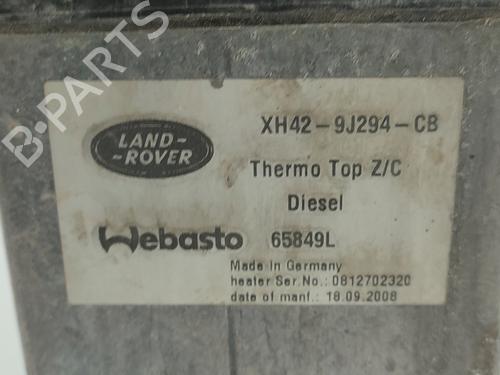 LAND-
-ROVER
XH42-9J294-CB
Thermo Top Z/C
Diesel
Webasto 65849L
Made in Germany
heater Ser.No.: 0812702320
date of manf.: 18.09.2008